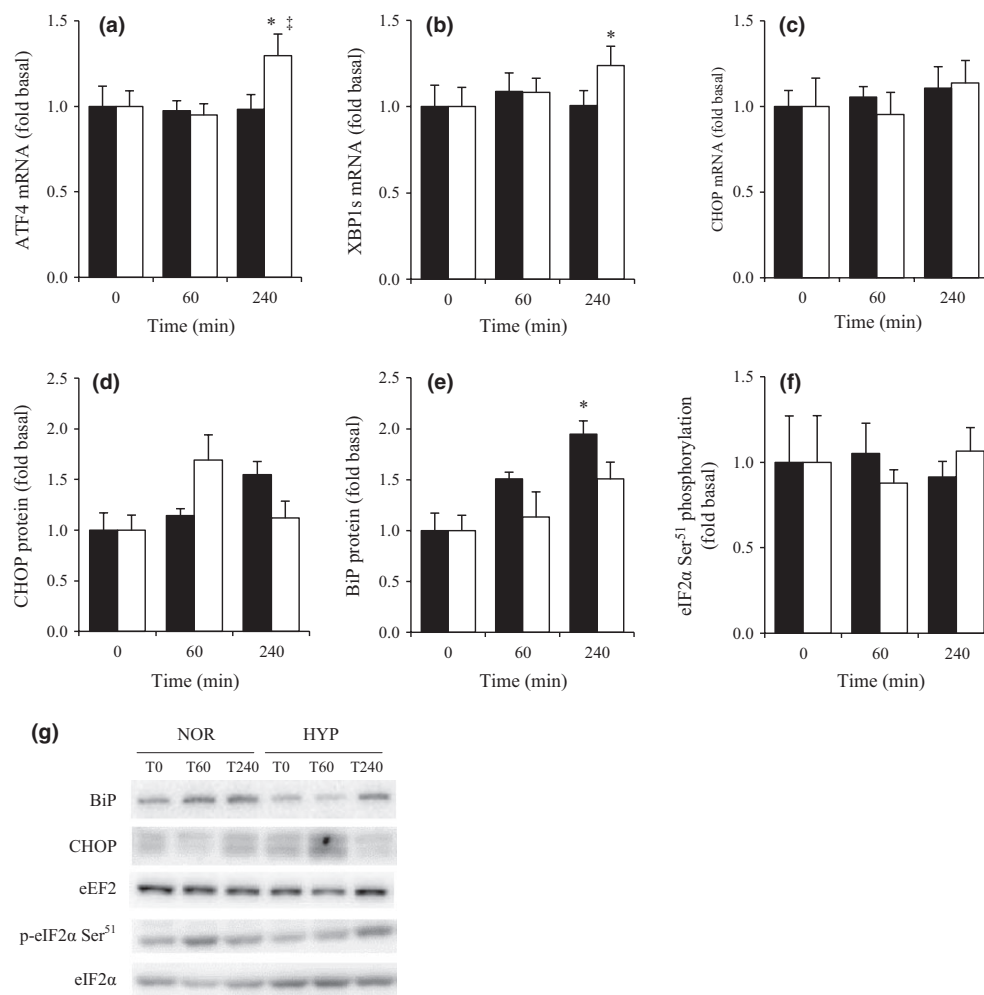 (a)
* ‡
ATF4 mRNA (fold basal)
1.5
1.0
0.5
0.0
0 60 240
Time (min)
(b)
*
XBP1s mRNA (fold basal)
1.5
1.0
0.5
0.0
0 60 240
Time (min)
(c)
CHOP mRNA (fold basal)
1.5
1.0
0.5
0.0
0 60 240
Time (min)
(d)
CHOP protein (fold basal)
2.5
2.0
1.5
1.0
0.5
0.0
0 60 240
Time (min)
(e)
*
BiP protein (fold basal)
2.5
2.0
1.5
1.0
0.5
0.0
0 60 240
Time (min)
(f)
eIF2α Ser51 phosphorylation
(fold basal)
1.5
1.0
0.5
0.0
0 60 240
Time (min)
(g)
NOR HYP
T0 T60 T240 T0 T60 T240
BiP
CHOP
eEF2
p-eIF2α Ser51
eIF2α